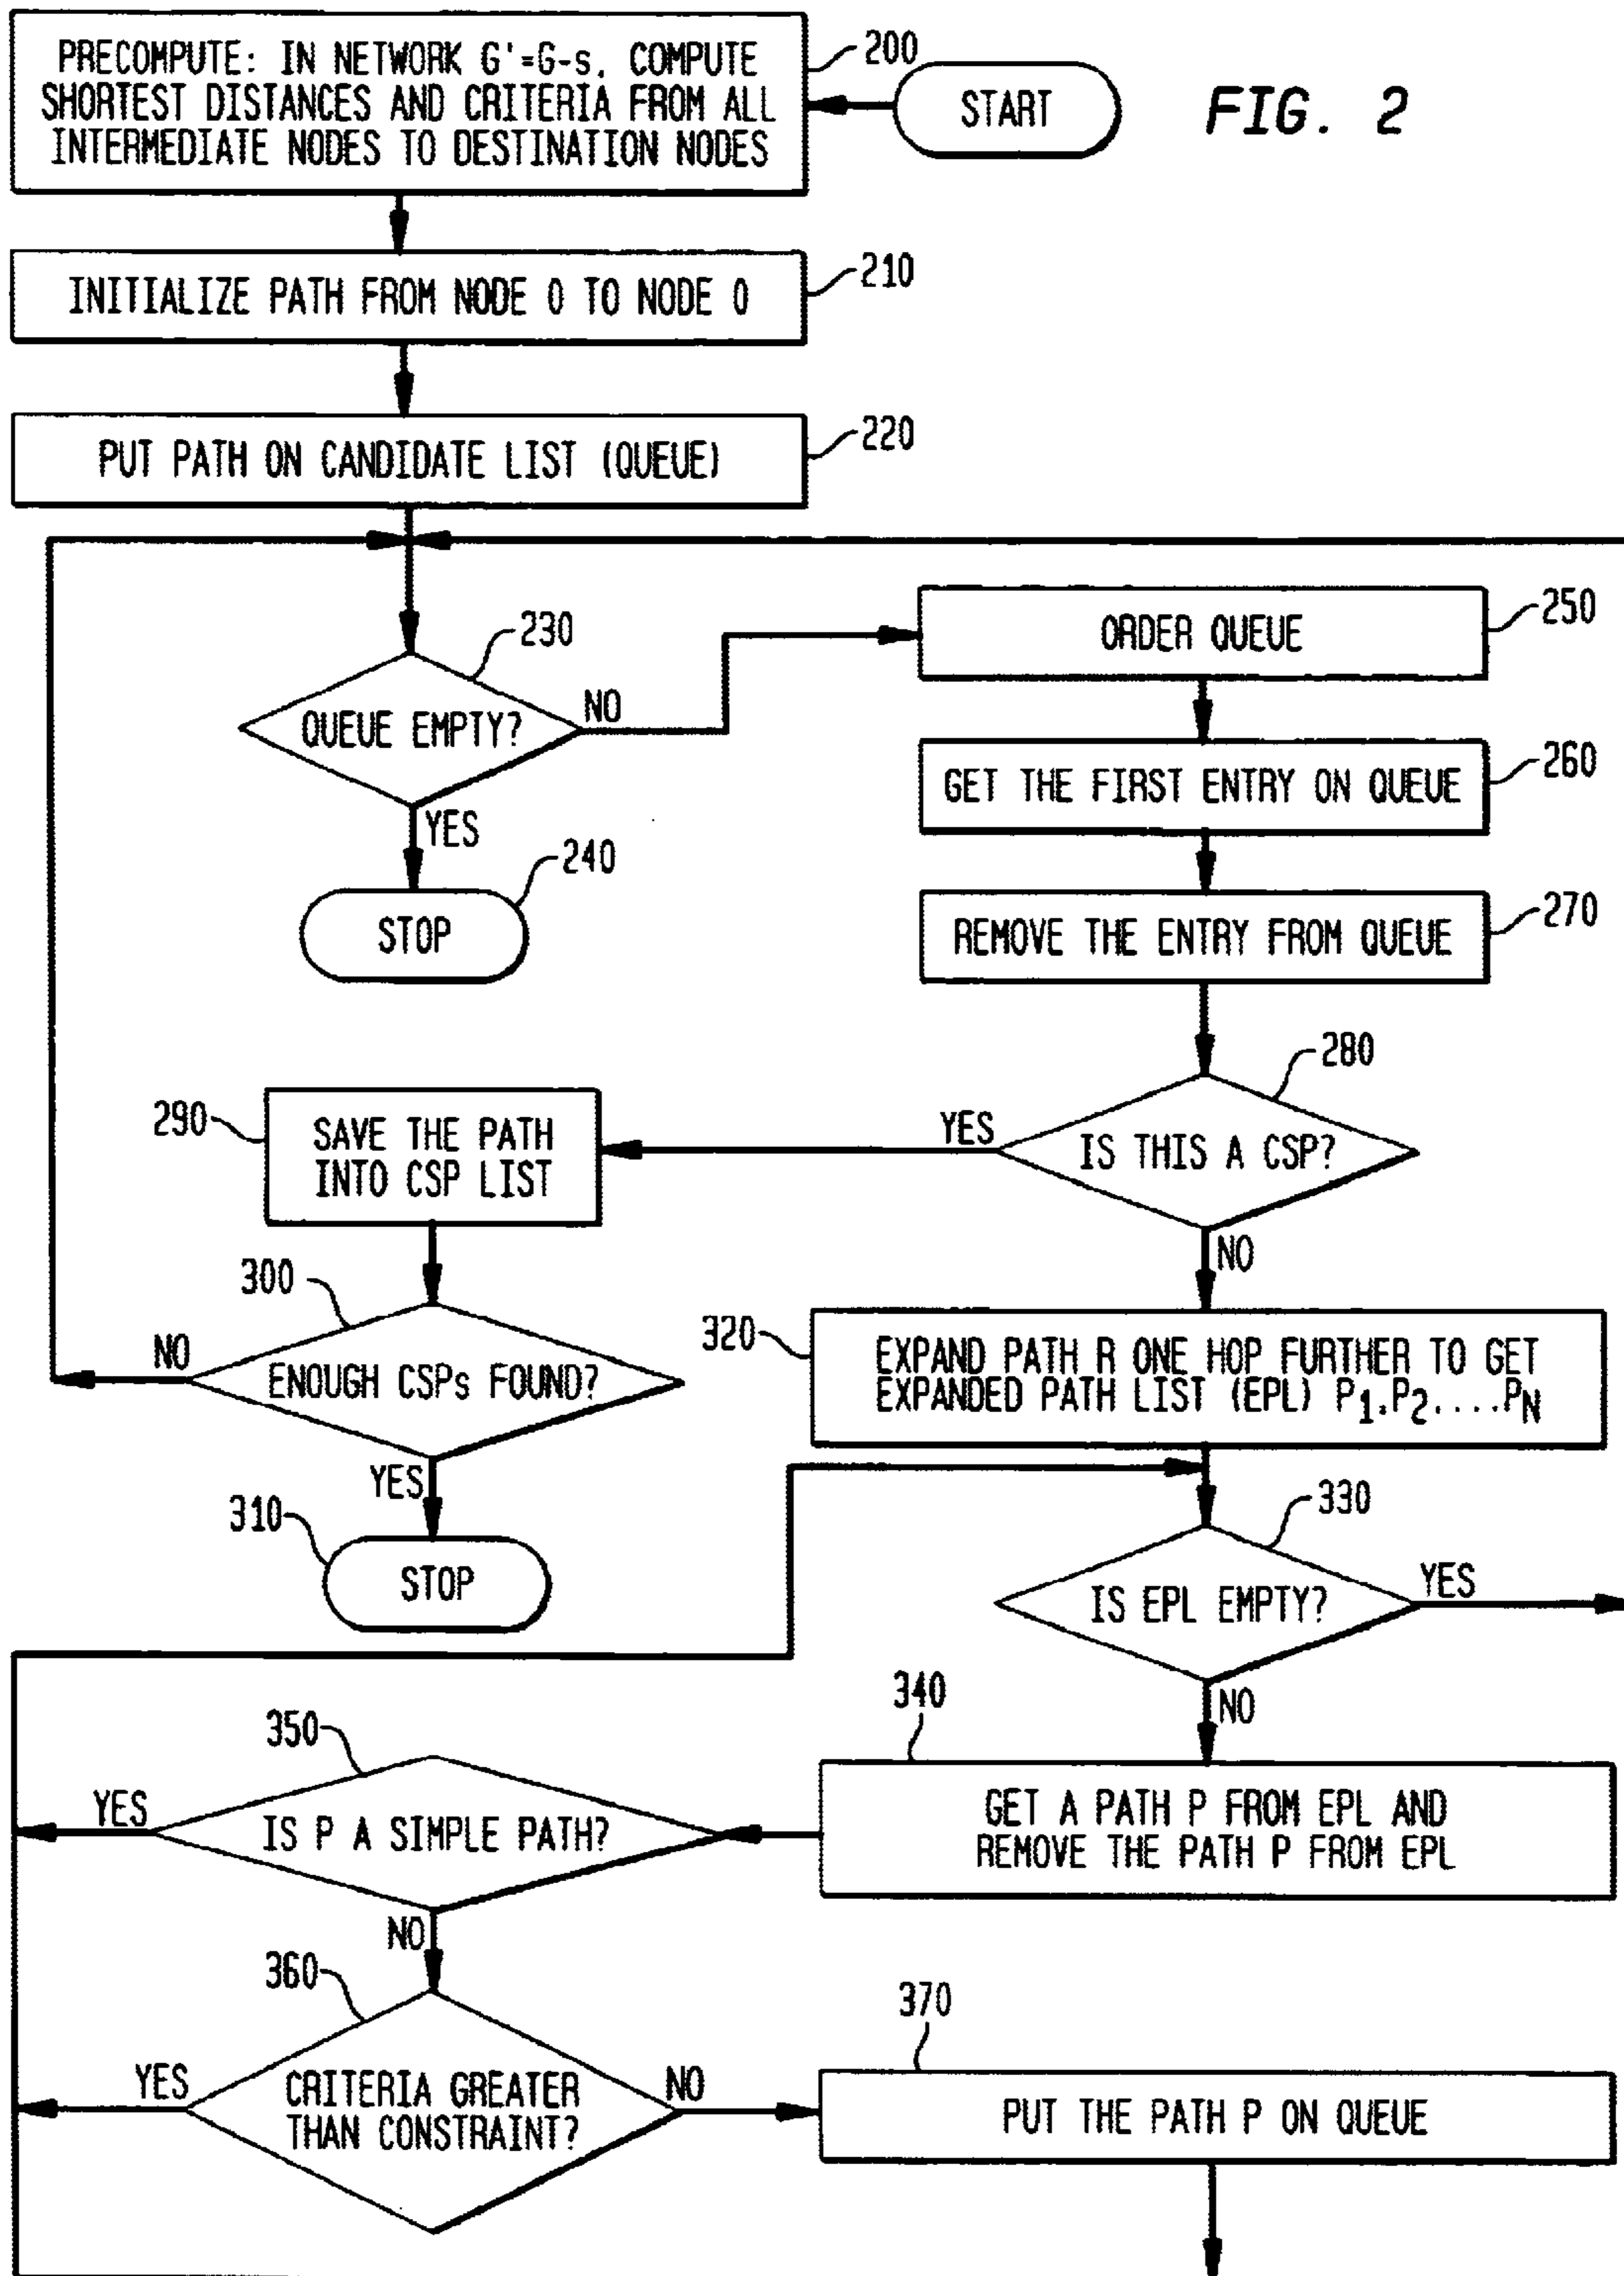 PRECOMPUTE: IN NETWORK G'=G-s, COMPUTE
SHORTEST DISTANCES AND CRITERIA FROM ALL
INTERMEDIATE NODES TO DESTINATION NODES
200
START
FIG. 2
INITIALIZE PATH FROM NODE 0 TO NODE 0
210
PUT PATH ON CANDIDATE LIST (QUEUE)
220
230
QUEUE EMPTY?
NO
YES
240
STOP
ORDER QUEUE
250
GET THE FIRST ENTRY ON QUEUE
260
REMOVE THE ENTRY FROM QUEUE
270
280
IS THIS A CSP?
YES
NO
290
SAVE THE PATH
INTO CSP LIST
300
ENOUGH CSPs FOUND?
NO
YES
310
STOP
320
EXPAND PATH R ONE HOP FURTHER TO GET
EXPANDED PATH LIST (EPL) P1,P2,...,PN
330
IS EPL EMPTY?
YES
NO
340
GET A PATH P FROM EPL AND
REMOVE THE PATH P FROM EPL
350
IS P A SIMPLE PATH?
YES
NO
360
CRITERIA GREATER
THAN CONSTRAINT?
YES
NO
370
PUT THE PATH P ON QUEUE